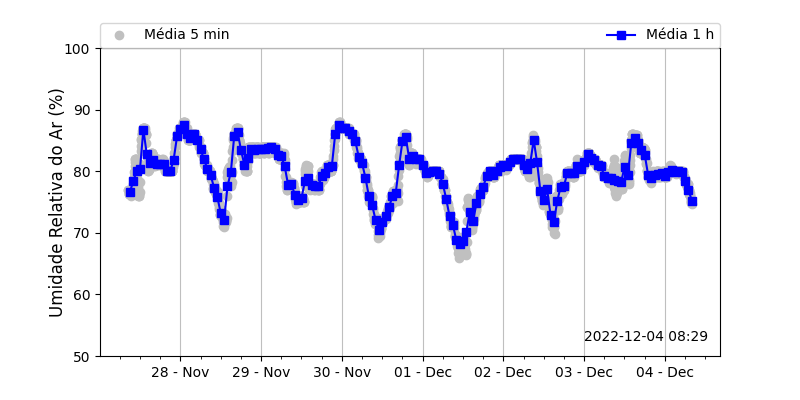 Média 5 min
Média 1 h
Umidade Relativa do Ar (%)
100
90
80
70
60
50
2022-12-04 08:29
28 - Nov
29 - Nov
30 - Nov
01 - Dec
02 - Dec
03 - Dec
04 - Dec